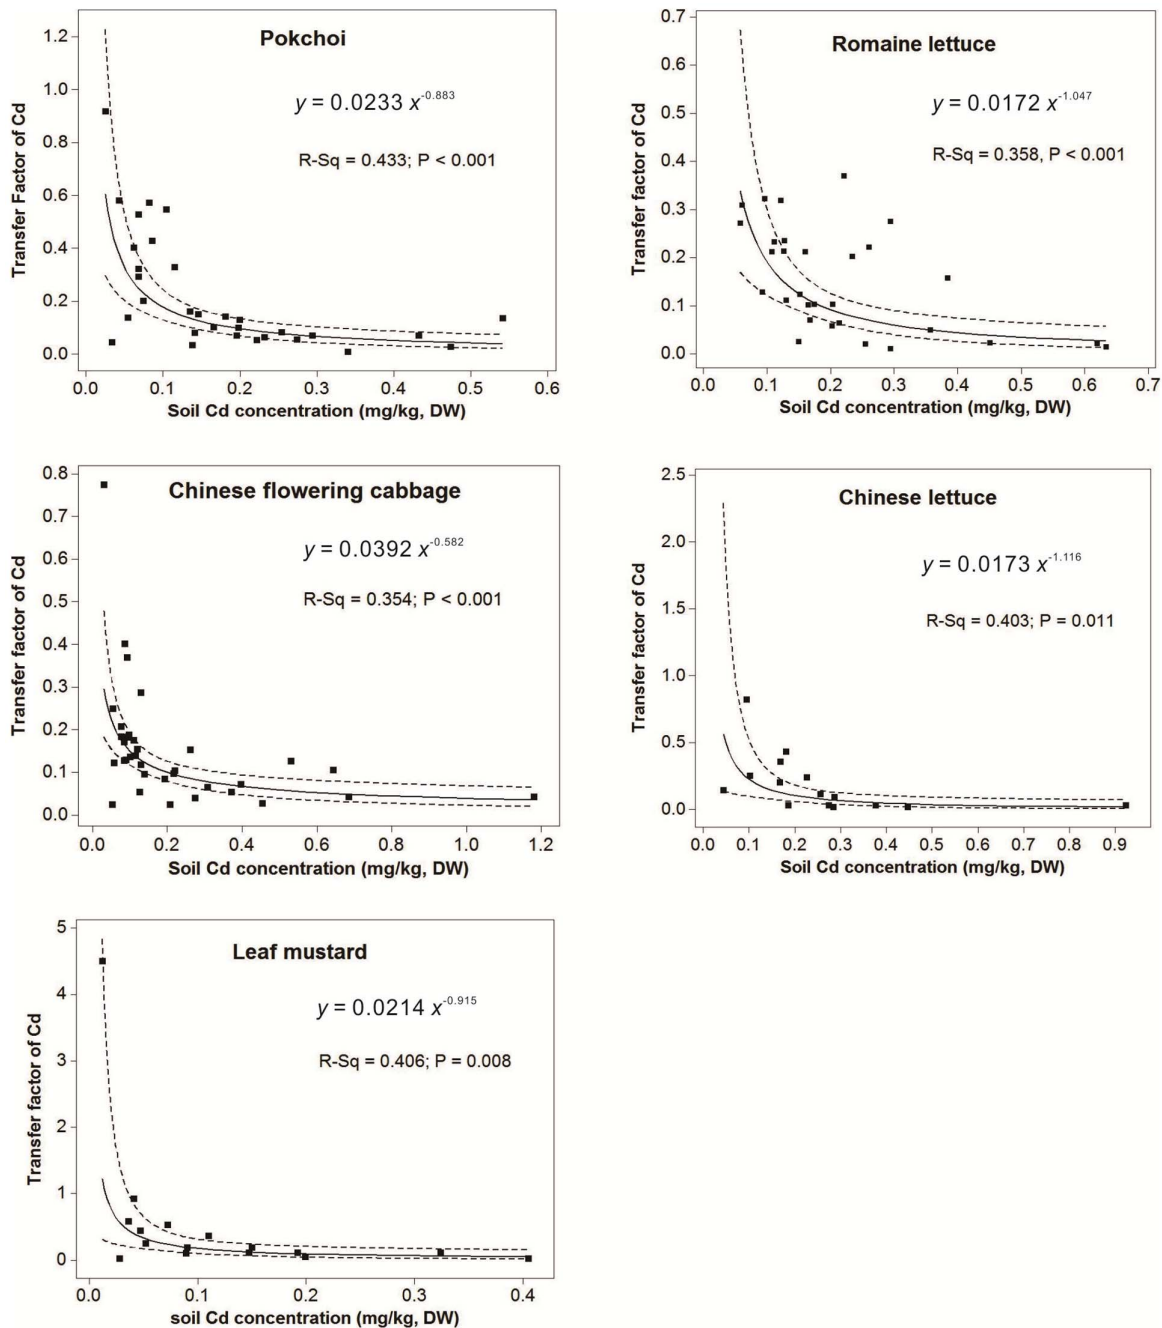 Pokchoi
y = 0.0233 x^-0.883
R-Sq = 0.433; P < 0.001
Transfer Factor of Cd
1.2
1.0
0.8
0.6
0.4
0.2
0.0
0.0 0.1 0.2 0.3 0.4 0.5 0.6
Soil Cd concentration (mg/kg, DW)
Romaine lettuce
y = 0.0172 x^-1.047
R-Sq = 0.358, P < 0.001
Transfer factor of Cd
0.7
0.6
0.5
0.4
0.3
0.2
0.1
0.0
0.0 0.1 0.2 0.3 0.4 0.5 0.6 0.7
Soil Cd concentration (mg/kg, DW)
Chinese flowering cabbage
y = 0.0392 x^-0.582
R-Sq = 0.354; P < 0.001
Transfer factor of Cd
0.8
0.7
0.6
0.5
0.4
0.3
0.2
0.1
0.0
0.0 0.2 0.4 0.6 0.8 1.0 1.2
Soil Cd concentration (mg/kg, DW)
Chinese lettuce
y = 0.0173 x^-1.116
R-Sq = 0.403; P = 0.011
Transfer factor of Cd
2.5
2.0
1.5
1.0
0.5
0.0
0.0 0.1 0.2 0.3 0.4 0.5 0.6 0.7 0.8 0.9
Soil Cd concentration (mg/kg, DW)
Leaf mustard
y = 0.0214 x^-0.915
R-Sq = 0.406; P = 0.008
Transfer factor of Cd
5
4
3
2
1
0
0.0 0.1 0.2 0.3 0.4
soil Cd concentration (mg/kg, DW)